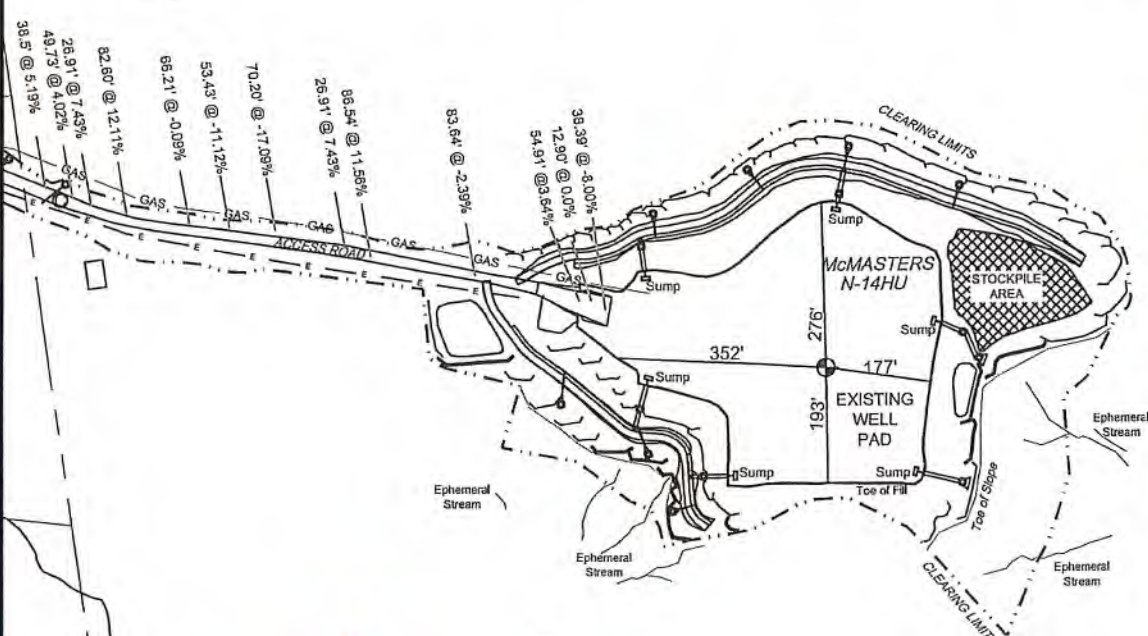 38.5' @ 5.19%
49.73' @ 4.02%
26.91' @ 7.43%
82.60' @ 12.11%
66.21' @ -0.09%
53.43' @ -11.12%
70.20' @ -17.09%
26.91' @ 7.43%
86.54' @ 11.56%
83.64' @ -2.39%
54.91' @3.64%
12.90' @ 0.0%
38.39' @ -8.00%
CLEARING LIMITS
GAS
GAS
GAS
GAS
GAS
GAS
GAS
ACCESS ROAD
E
E
E
E
E
E
E
E
Sump
Sump
McMASTERS
N-14HU
STOCKPILE
AREA
Sump
276'
352'
177'
193'
Sump
EXISTING
WELL
PAD
Ephemeral
Stream
Sump
Sump
Toe of Fill
Toe of Slope
Ephemeral
Stream
Ephemeral
Stream
Ephemeral
Stream
CLEARING LIMIT